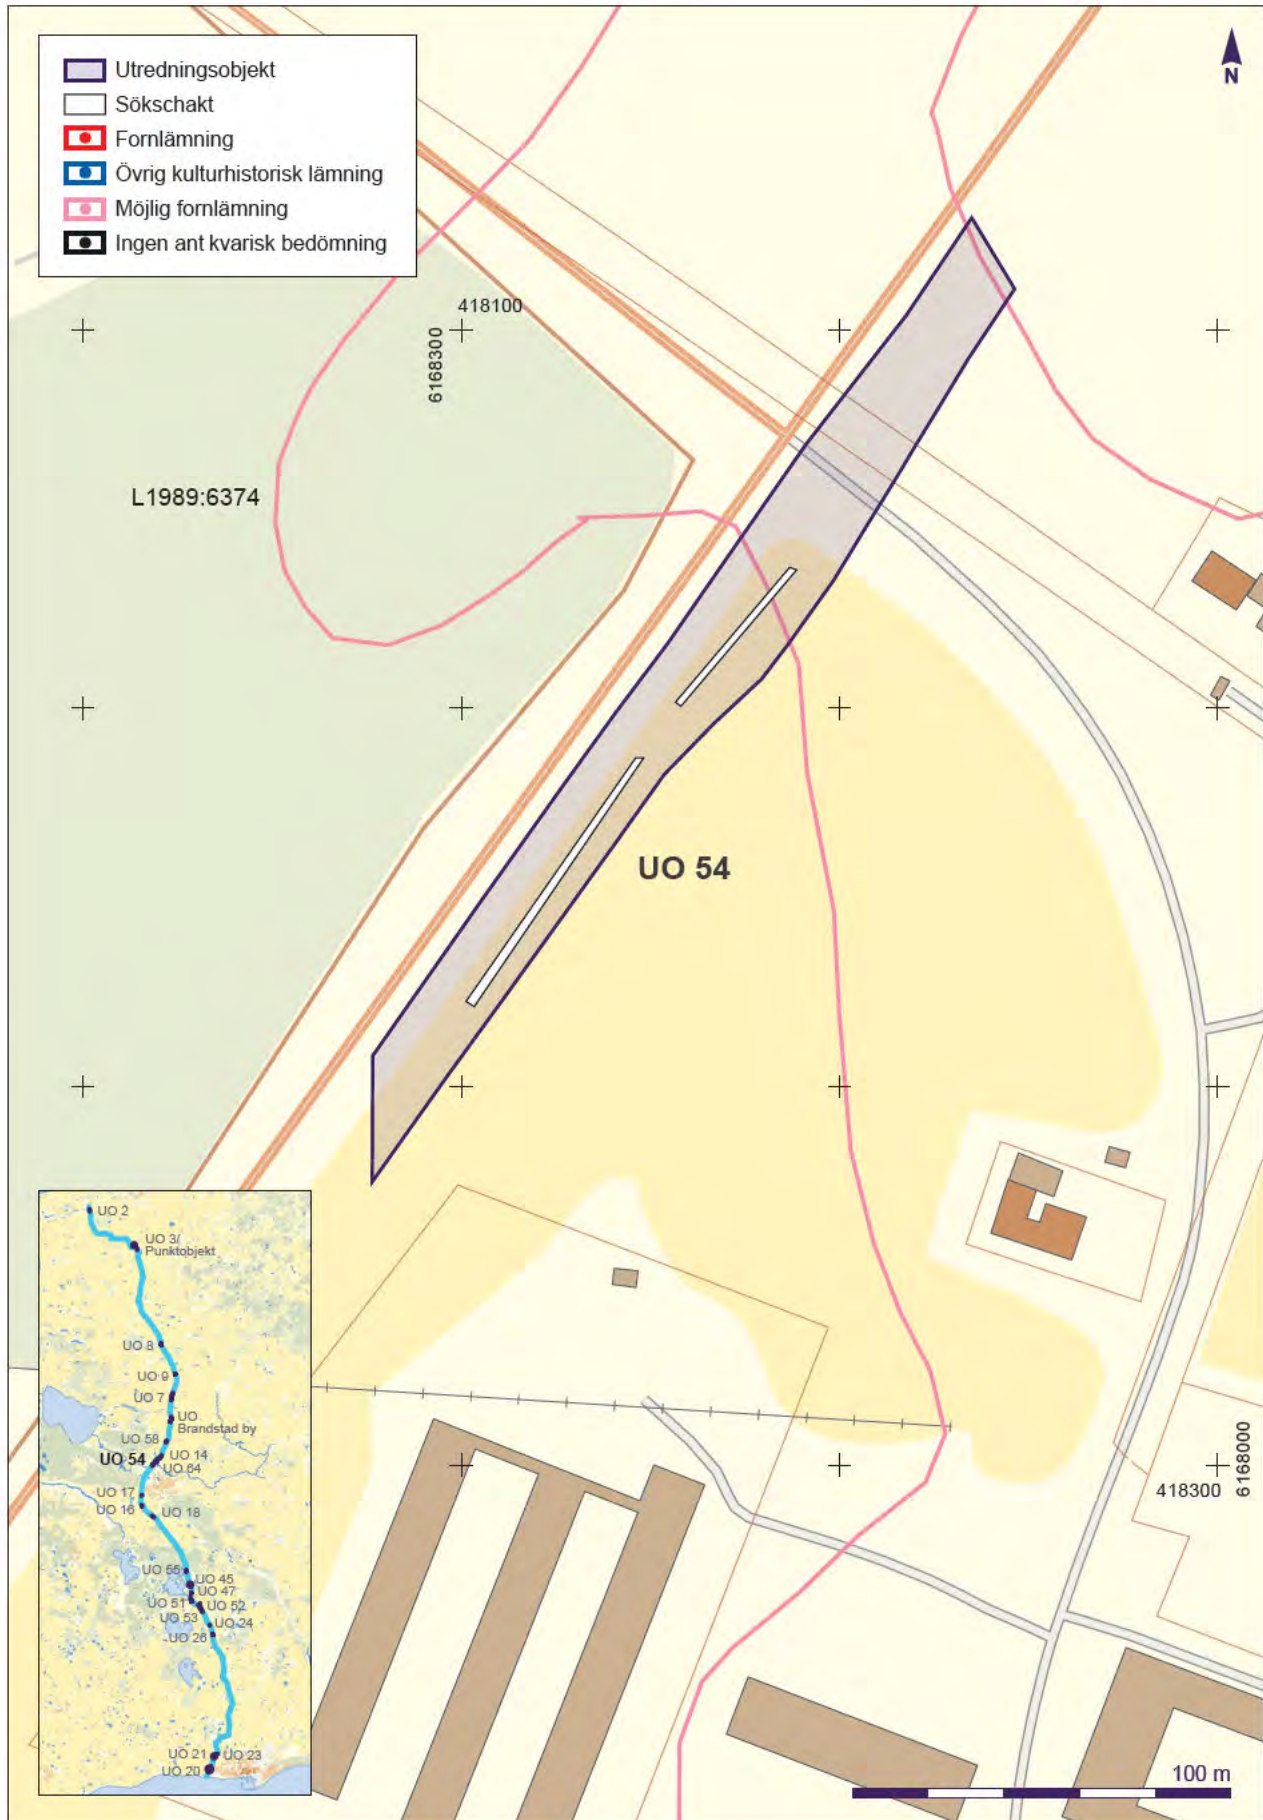 Utredningsobjekt
Sökschakt
Fornlämning
Övrig kulturhistorisk lämning
Möjlig fornlämning
Ingen ant kvarisk bedömning
N
418100
6168300
L1989:6374
UO 54
UO 2
UO 3/
Punktobjekt
UO 8
UO 9
UO 7
UO
Brandstad by
UO 58
UO 14
UO 54
UO 64
UO 17
UO 16
UO 18
UO 55
UO 45
UO 47
UO 51
UO 52
UO 53
UO 24
UO 26
UO 21
UO 23
UO 20
418300
6168000
100 m